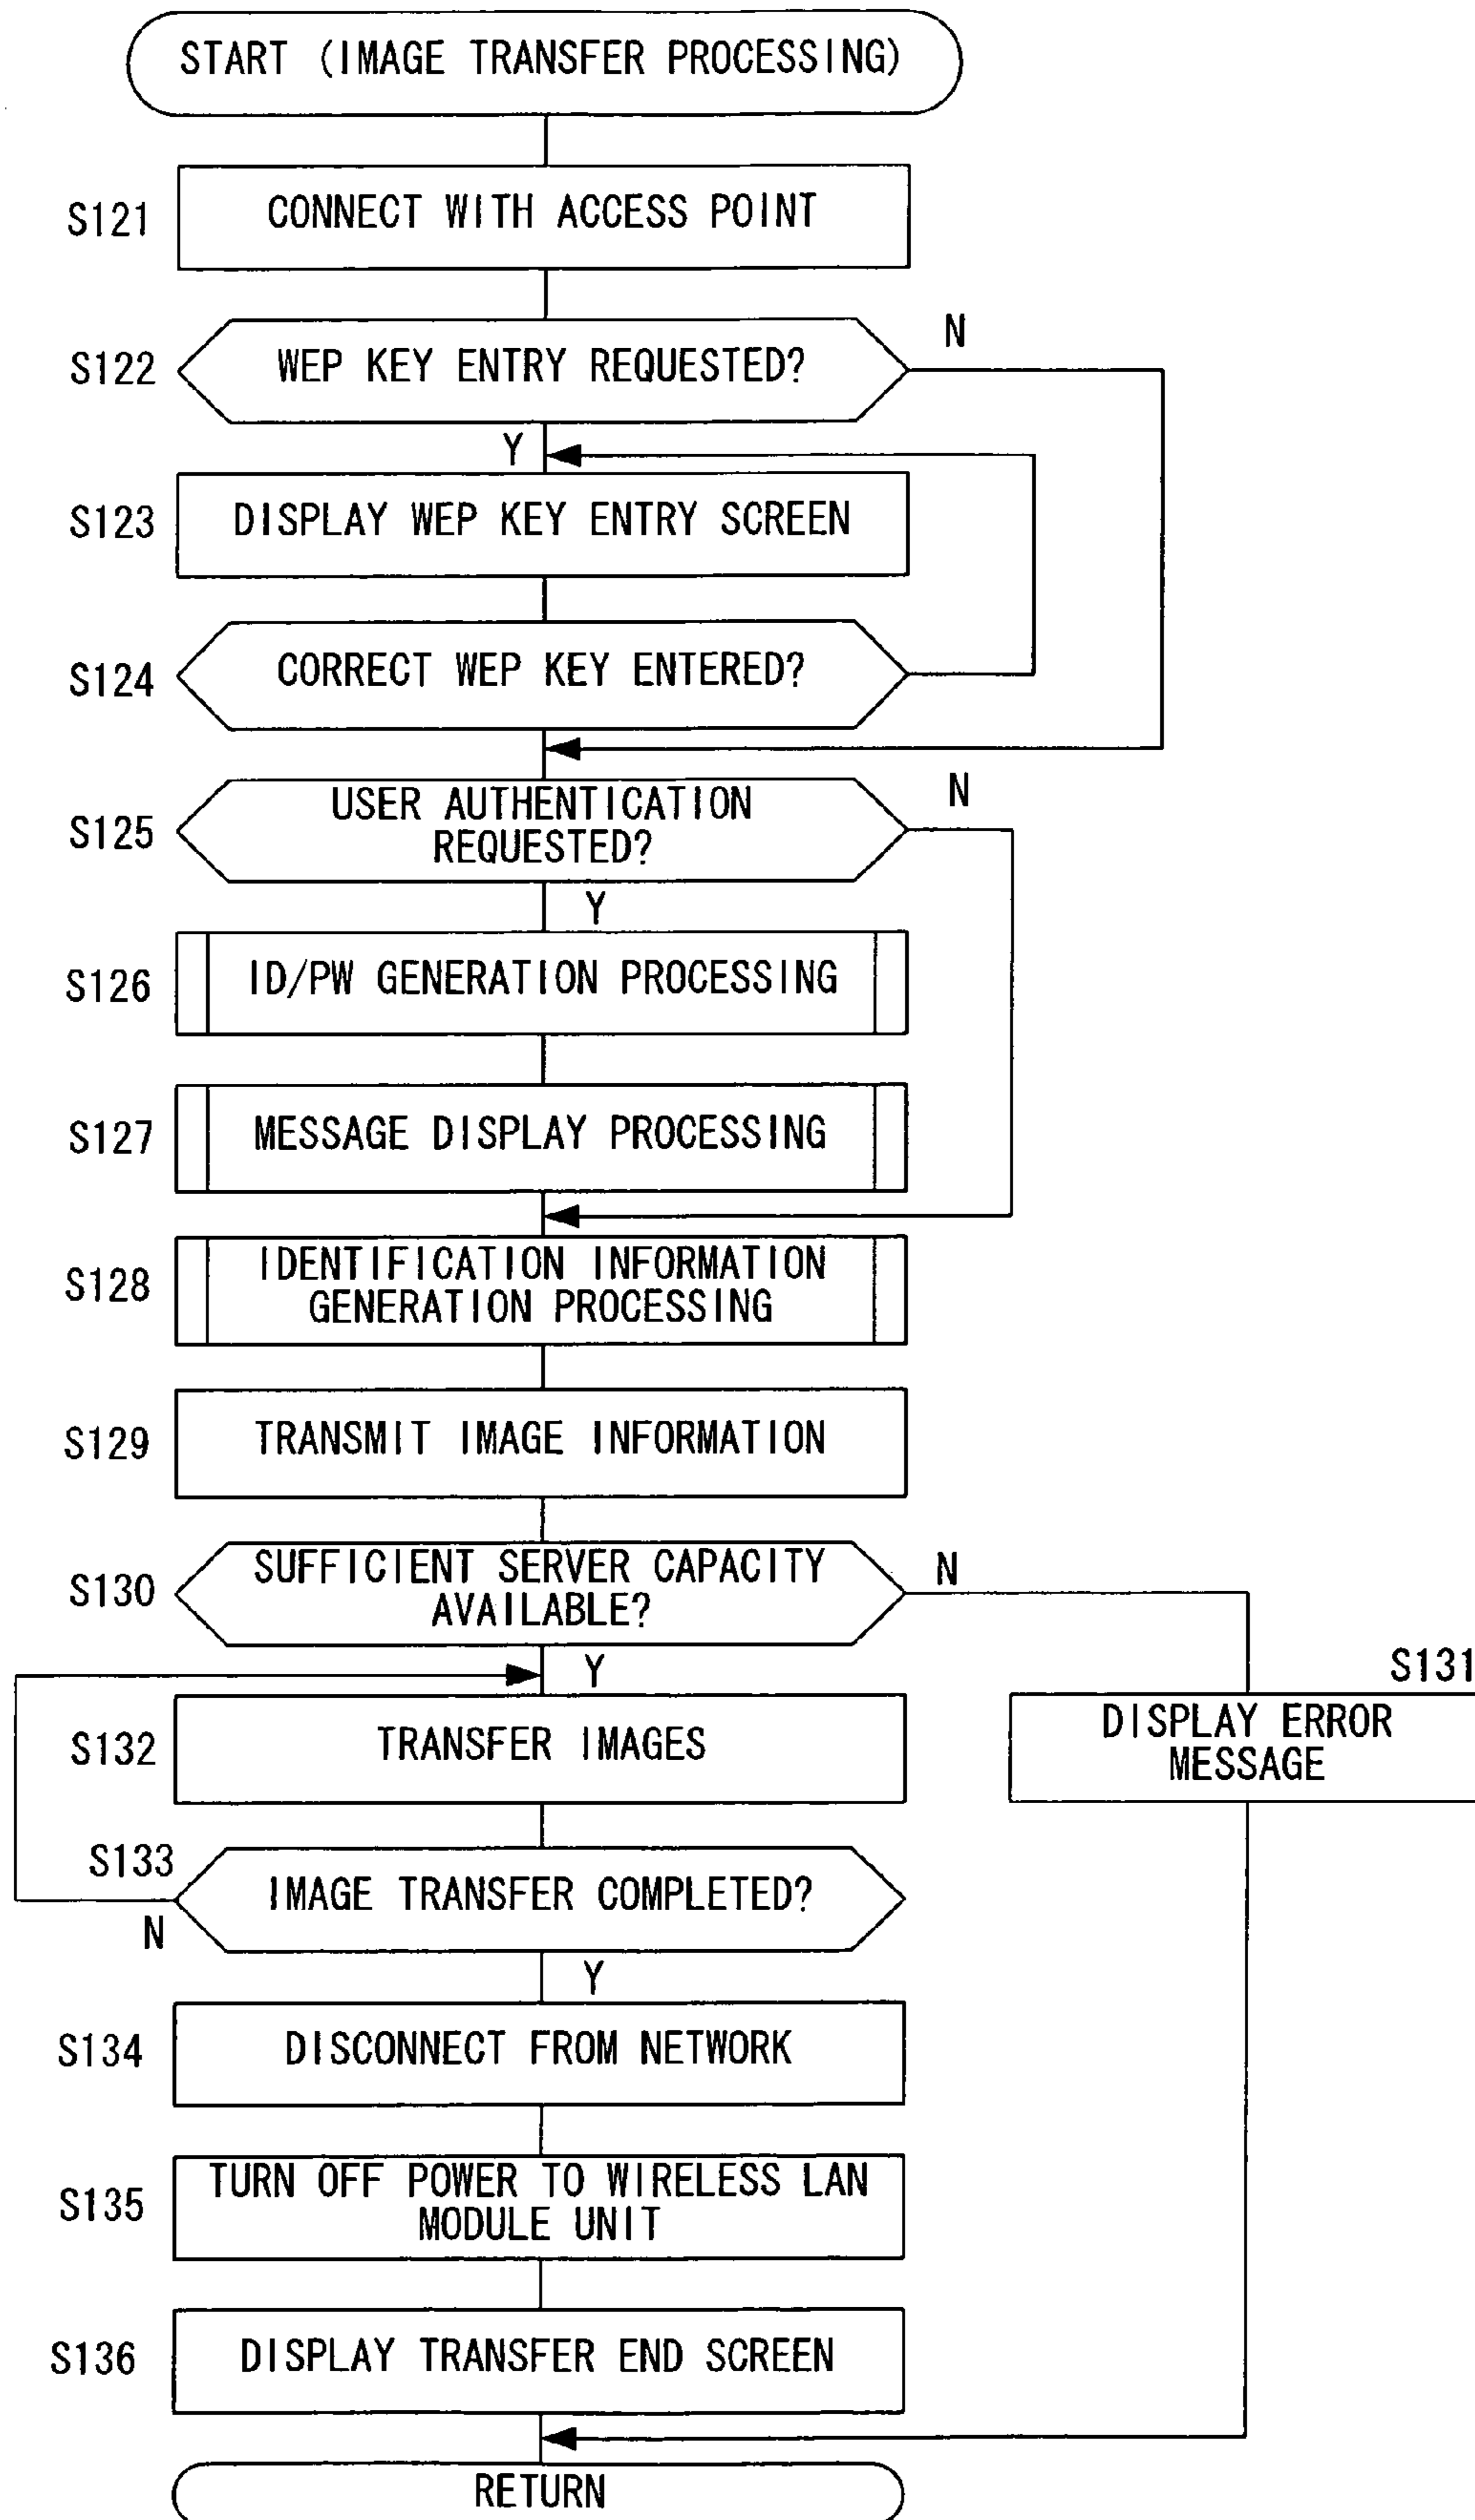 START (IMAGE TRANSFER PROCESSING)
S121
CONNECT WITH ACCESS POINT
S122
WEP KEY ENTRY REQUESTED?
N
Y
S123
DISPLAY WEP KEY ENTRY SCREEN
S124
CORRECT WEP KEY ENTERED?
S125
USER AUTHENTICATION
REQUESTED?
N
Y
S126
ID/PW GENERATION PROCESSING
S127
MESSAGE DISPLAY PROCESSING
S128
IDENTIFICATION INFORMATION
GENERATION PROCESSING
S129
TRANSMIT IMAGE INFORMATION
S130
SUFFICIENT SERVER CAPACITY
AVAILABLE?
N
Y
S131
DISPLAY ERROR
MESSAGE
S132
TRANSFER IMAGES
S133
IMAGE TRANSFER COMPLETED?
N
Y
S134
DISCONNECT FROM NETWORK
S135
TURN OFF POWER TO WIRELESS LAN
MODULE UNIT
S136
DISPLAY TRANSFER END SCREEN
RETURN